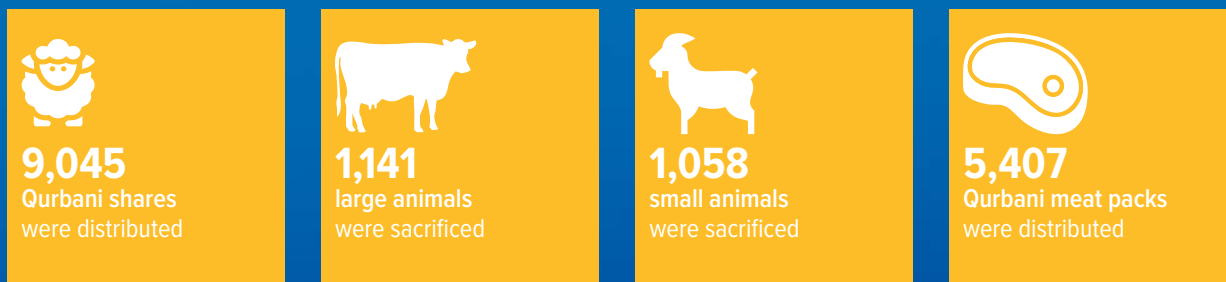 9,045
Qurbani shares
were distributed
1,141
large animals
were sacrificed
1,058
small animals
were sacrificed
5,407
Qurbani meat packs
were distributed